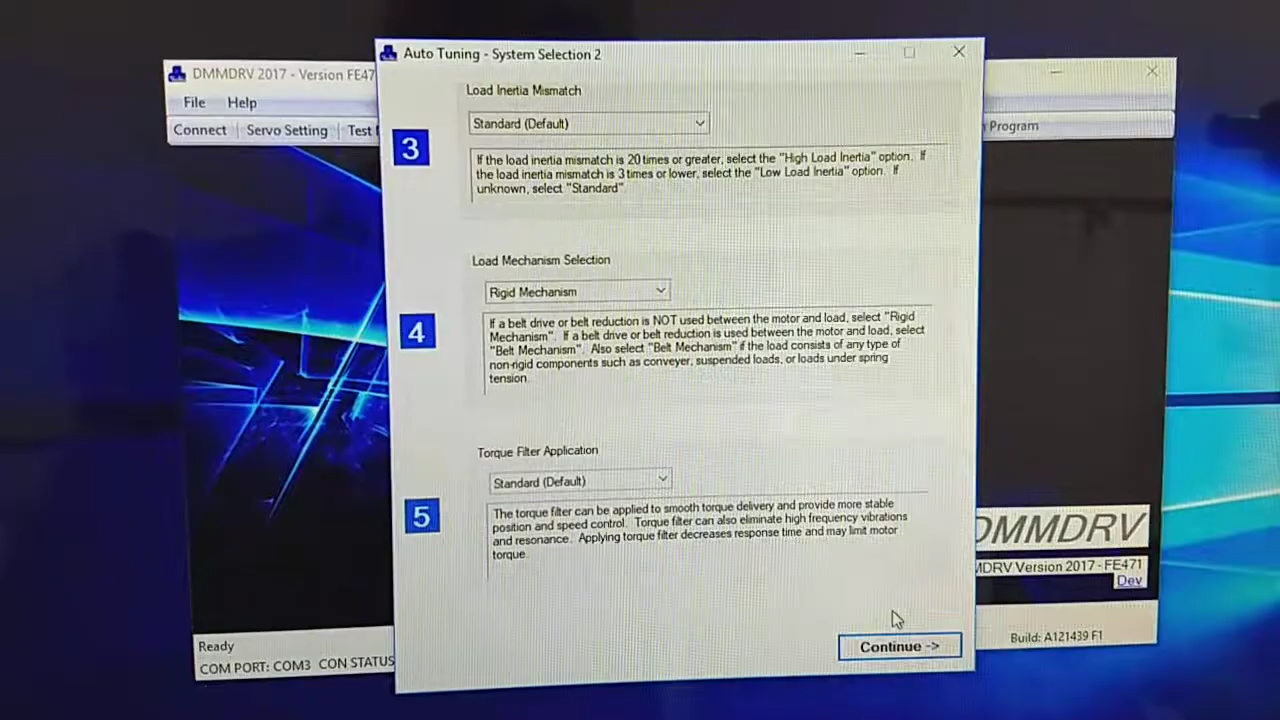 Auto Tuning - System Selection 2
DMMDRV 2017 - Version FE47
File Help
Connect Servo Setting Test
Program
Load Inertia Mismatch
Standard (Default)
3
If the load inertia mismatch is 20 times or greater, select the "High Load Inertia" option. If
the load inertia mismatch is 3 times or lower, select the "Low Load Inertia" option. If
unknown, select "Standard"
Load Mechanism Selection
Rigid Mechanism
4
If a belt drive or belt reduction is NOT used between the motor and load, select "Rigid
Mechanism". If a belt drive or belt reduction is used between the motor and load, select
"Belt Mechanism". Also select "Belt Mechanism" if the load consists of any type of
non-rigid components such as conveyer, suspended loads, or loads under spring
tension.
Torque Filter Application
Standard (Default)
5
The torque filter can be applied to smooth torque delivery and provide more stable
position and speed control. Torque filter can also eliminate high frequency vibrations
and resonance. Applying torque filter decreases response time and may limit motor
torque.
Continue ->
DMMDRV
MDRV Version 2017 - FE471
Dev
Ready
Build: A121439 F1
COM PORT: COM3 CON STATUS